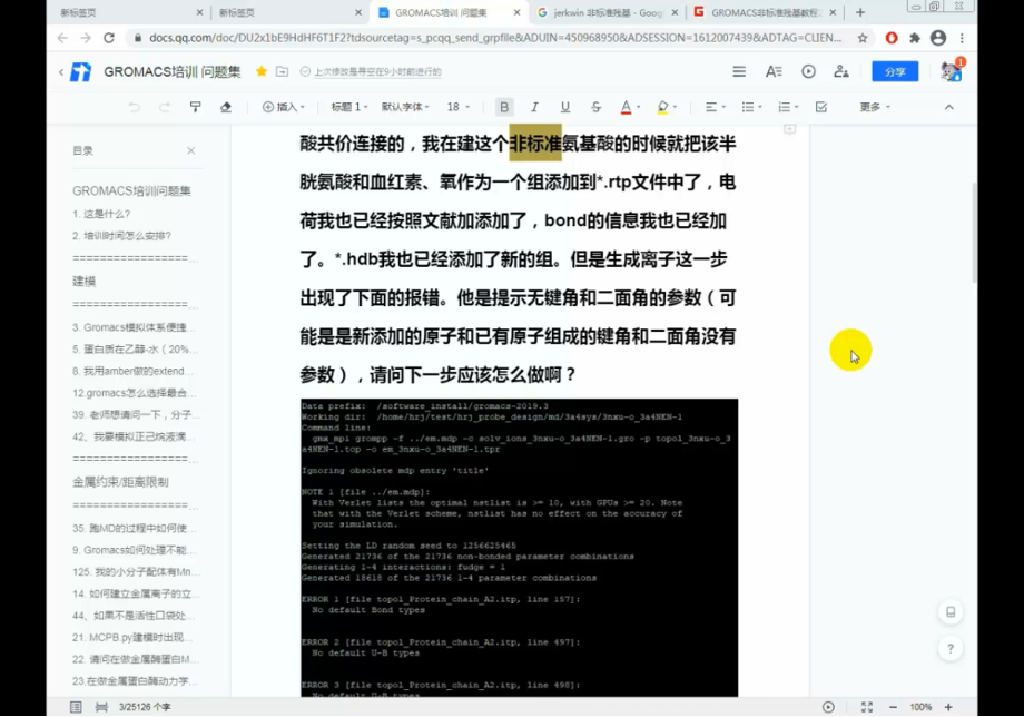 新标签页
新标签页
GROMACS培训 问题集
jerkwin 非标准残基 - Goog
GROMACS非标准残基教程
docs.qq.com/doc/DU2x1bE9HdHF6T1F2?tdsourcetag=s_pcqq_send_grpfile&ADUIN=450968950&ADSESSION=1612007439&ADTAG=CLIEN...
GROMACS培训 问题集
上次修改是寻空在9小时前进行的
分享
1
插入
标题 1
默认字体
18
B
I
U
S
A
更多
目录
GROMACS培训问题集
1. 这是什么?
2. 培训时间怎么安排?
=================...
建模
=================...
3. Gromacs模拟体系便捷...
5. 蛋白质在乙醇-水（20%...
8. 我用amber做的extend...
12.gromacs怎么选择最合...
39. 老师想请问一下，分子...
42、我要模拟正已烷液滴...
=================...
金属约束/距离限制
=================...
35. 跑MD的过程中如何使...
9. Gromacs如何处理不能...
125. 我的小分子配体有Mn...
14. 如何建立金属离子的立...
44、如果不是活性口袋处...
21. MCPB.py建模时出现...
22. 请问在做金属酶蛋白M...
23.在做金属蛋白酶动力学...
酸共价连接的，我在建这个非标准氨基酸的时候就把该半
胱氨酸和血红素、氧作为一个组添加到*.rtp文件中了，电
荷我也已经按照文献加添加了，bond的信息我也已经加
了。*.hdb我也已经添加了新的组。但是生成离子这一步
出现了下面的报错。他是提示无键角和二面角的参数（可
能是是新添加的原子和已有原子组成的键角和二面角没有
参数），请问下一步应该怎么做啊？
Data prefix: /software_install/gromacs-2019.3
Working dir: /home/hrj/test/hrj_probe_design/md/3a4sys/3nxu-o_3a4NEN-1
Command line:
gmx_mpi grompp -f ../em.mdp -c solv_ions_3nxu-o_3a4NEN-1.gro -p topol_3nxu-o_3
a4NEN-1.top -o em_3nxu-o_3a4NEN-1.tpr
Ignoring obsolete mdp entry 'title'
NOTE 1 [file ../em.mdp]:
With Verlet lists the optimal nstlist is >= 10, with GPUs >= 20. Note
that with the Verlet scheme, nstlist has no effect on the accuracy of
your simulation.
Setting the LD random seed to 1256625465
Generated 21736 of the 21736 non-bonded parameter combinations
Generating 1-4 interactions: fudge = 1
Generated 18618 of the 21736 1-4 parameter combinations
ERROR 1 [file topol_Protein_chain_A2.itp, line 157]:
No default Bond types
ERROR 2 [file topol_Protein_chain_A2.itp, line 497]:
No default U-B types
ERROR 3 [file topol_Protein_chain_A2.itp, line 498]:
No default U-B types
3/25126 个字
100%